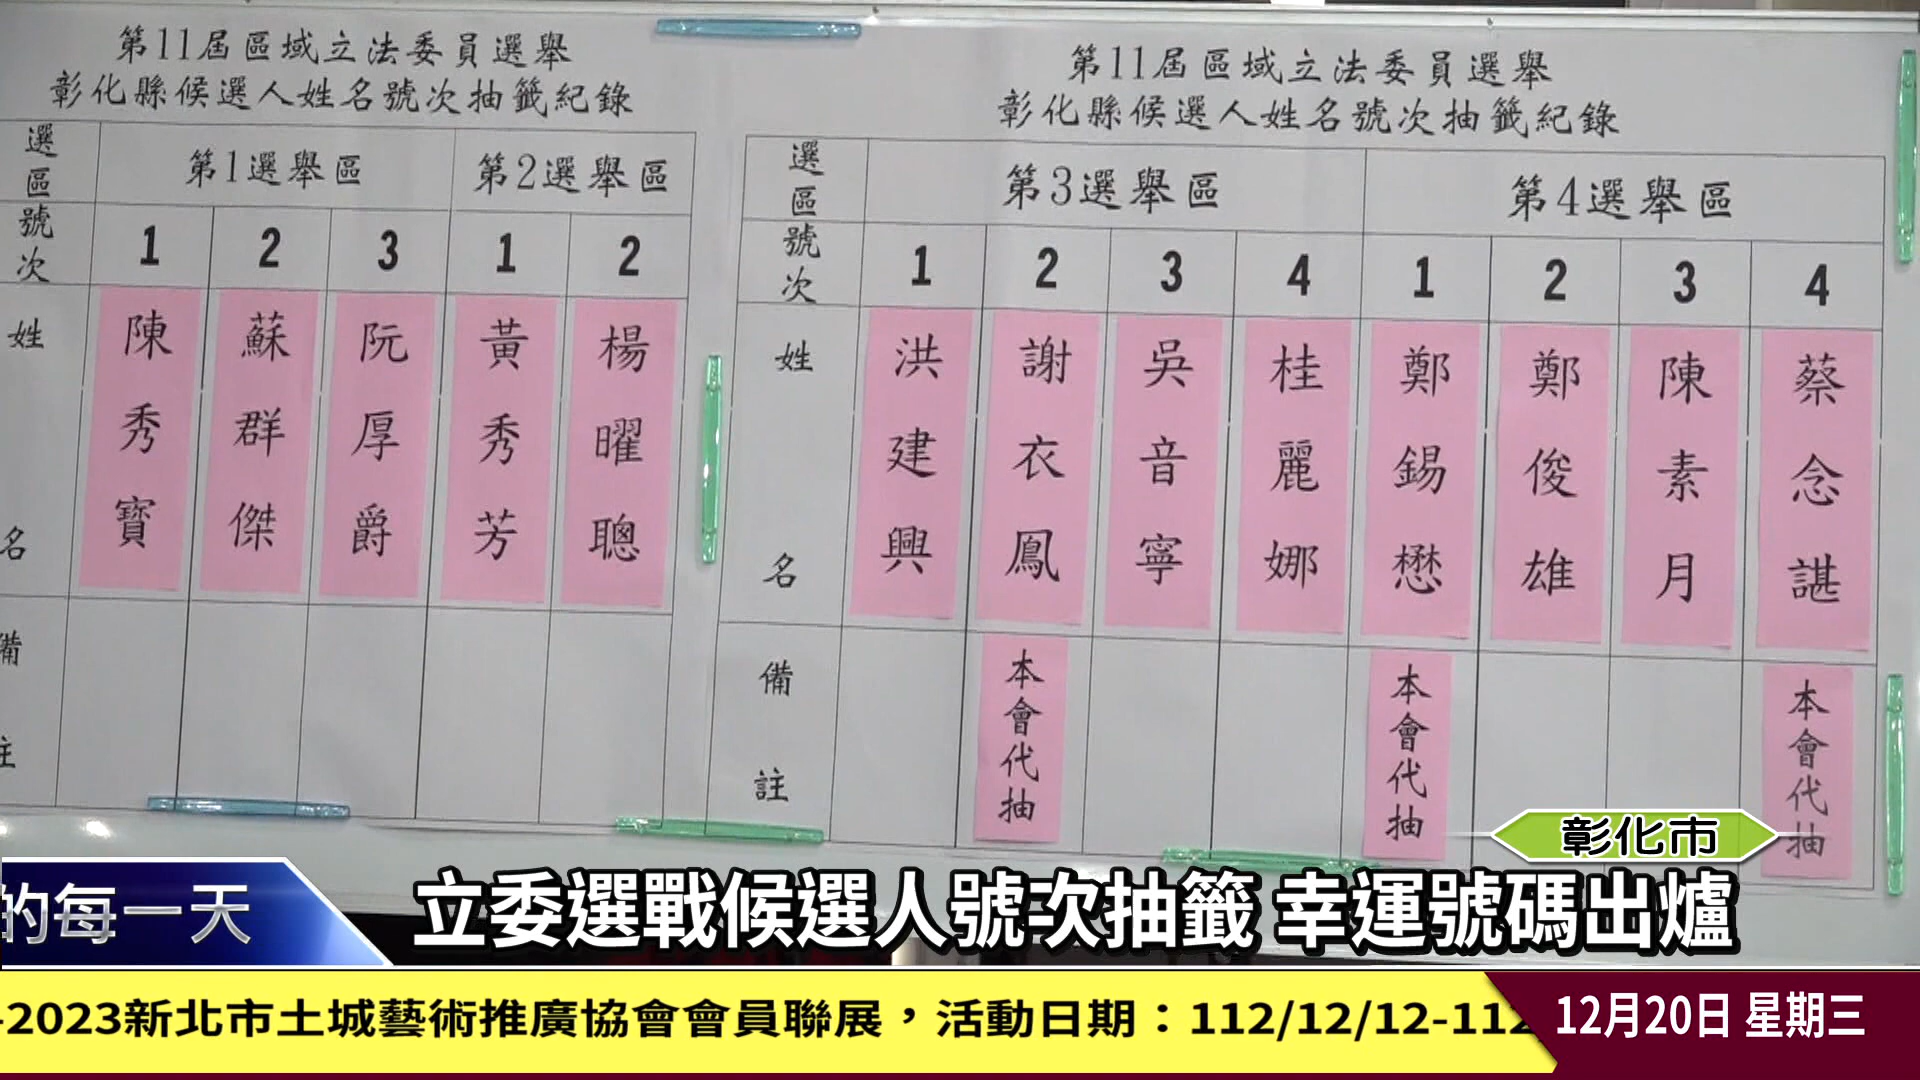 第11屆區域立法委員選舉
彰化縣候選人姓名號次抽籤紀錄
選區
第1選舉區
第2選舉區
號次
1
2
3
1
2
姓名
陳秀寶
蘇群傑
阮厚爵
黃秀芳
楊曜聰
備註
第11屆區域立法委員選舉
彰化縣候選人姓名號次抽籤紀錄
選區
第3選舉區
第4選舉區
號次
1
2
3
4
1
2
3
4
姓名
洪建興
謝衣鳳
吳音寧
桂麗娜
鄭錫懋
鄭俊雄
陳素月
蔡念諶
備註
本會代抽
本會代抽
本會代抽
彰化市
的每一天
立委選戰候選人號次抽籤 幸運號碼出爐
-2023新北市土城藝術推廣協會會員聯展，活動日期：112/12/12-112
12月20日 星期三